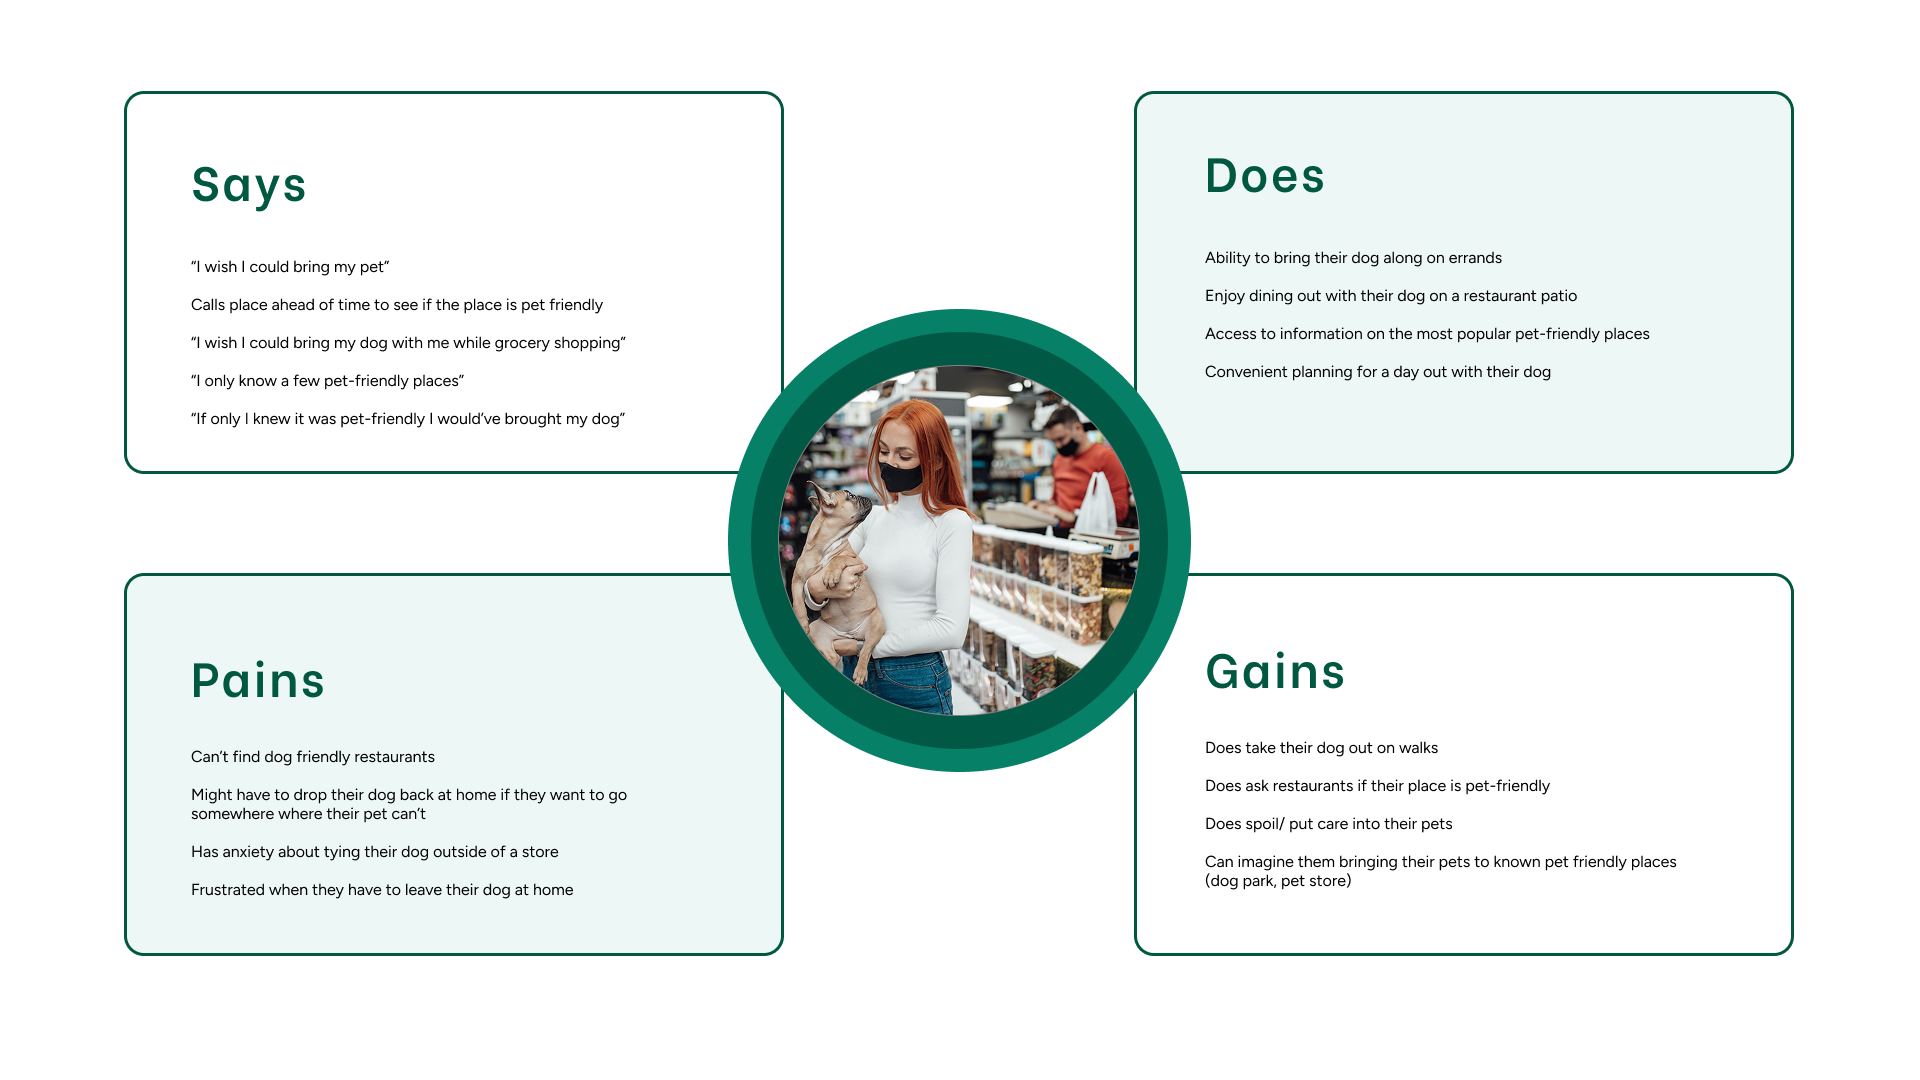 Says
“I wish I could bring my pet”
Calls place ahead of time to see if the place is pet friendly
“I wish I could bring my dog with me while grocery shopping”
“I only know a few pet-friendly places”
“If only I knew it was pet-friendly I would’ve brought my dog”
Does
Ability to bring their dog along on errands
Enjoy dining out with their dog on a restaurant patio
Access to information on the most popular pet-friendly places
Convenient planning for a day out with their dog
Pains
Can’t find dog friendly restaurants
Might have to drop their dog back at home if they want to go
somewhere where their pet can’t
Has anxiety about tying their dog outside of a store
Frustrated when they have to leave their dog at home
Gains
Does take their dog out on walks
Does ask restaurants if their place is pet-friendly
Does spoil/ put care into their pets
Can imagine them bringing their pets to known pet friendly places
(dog park, pet store)